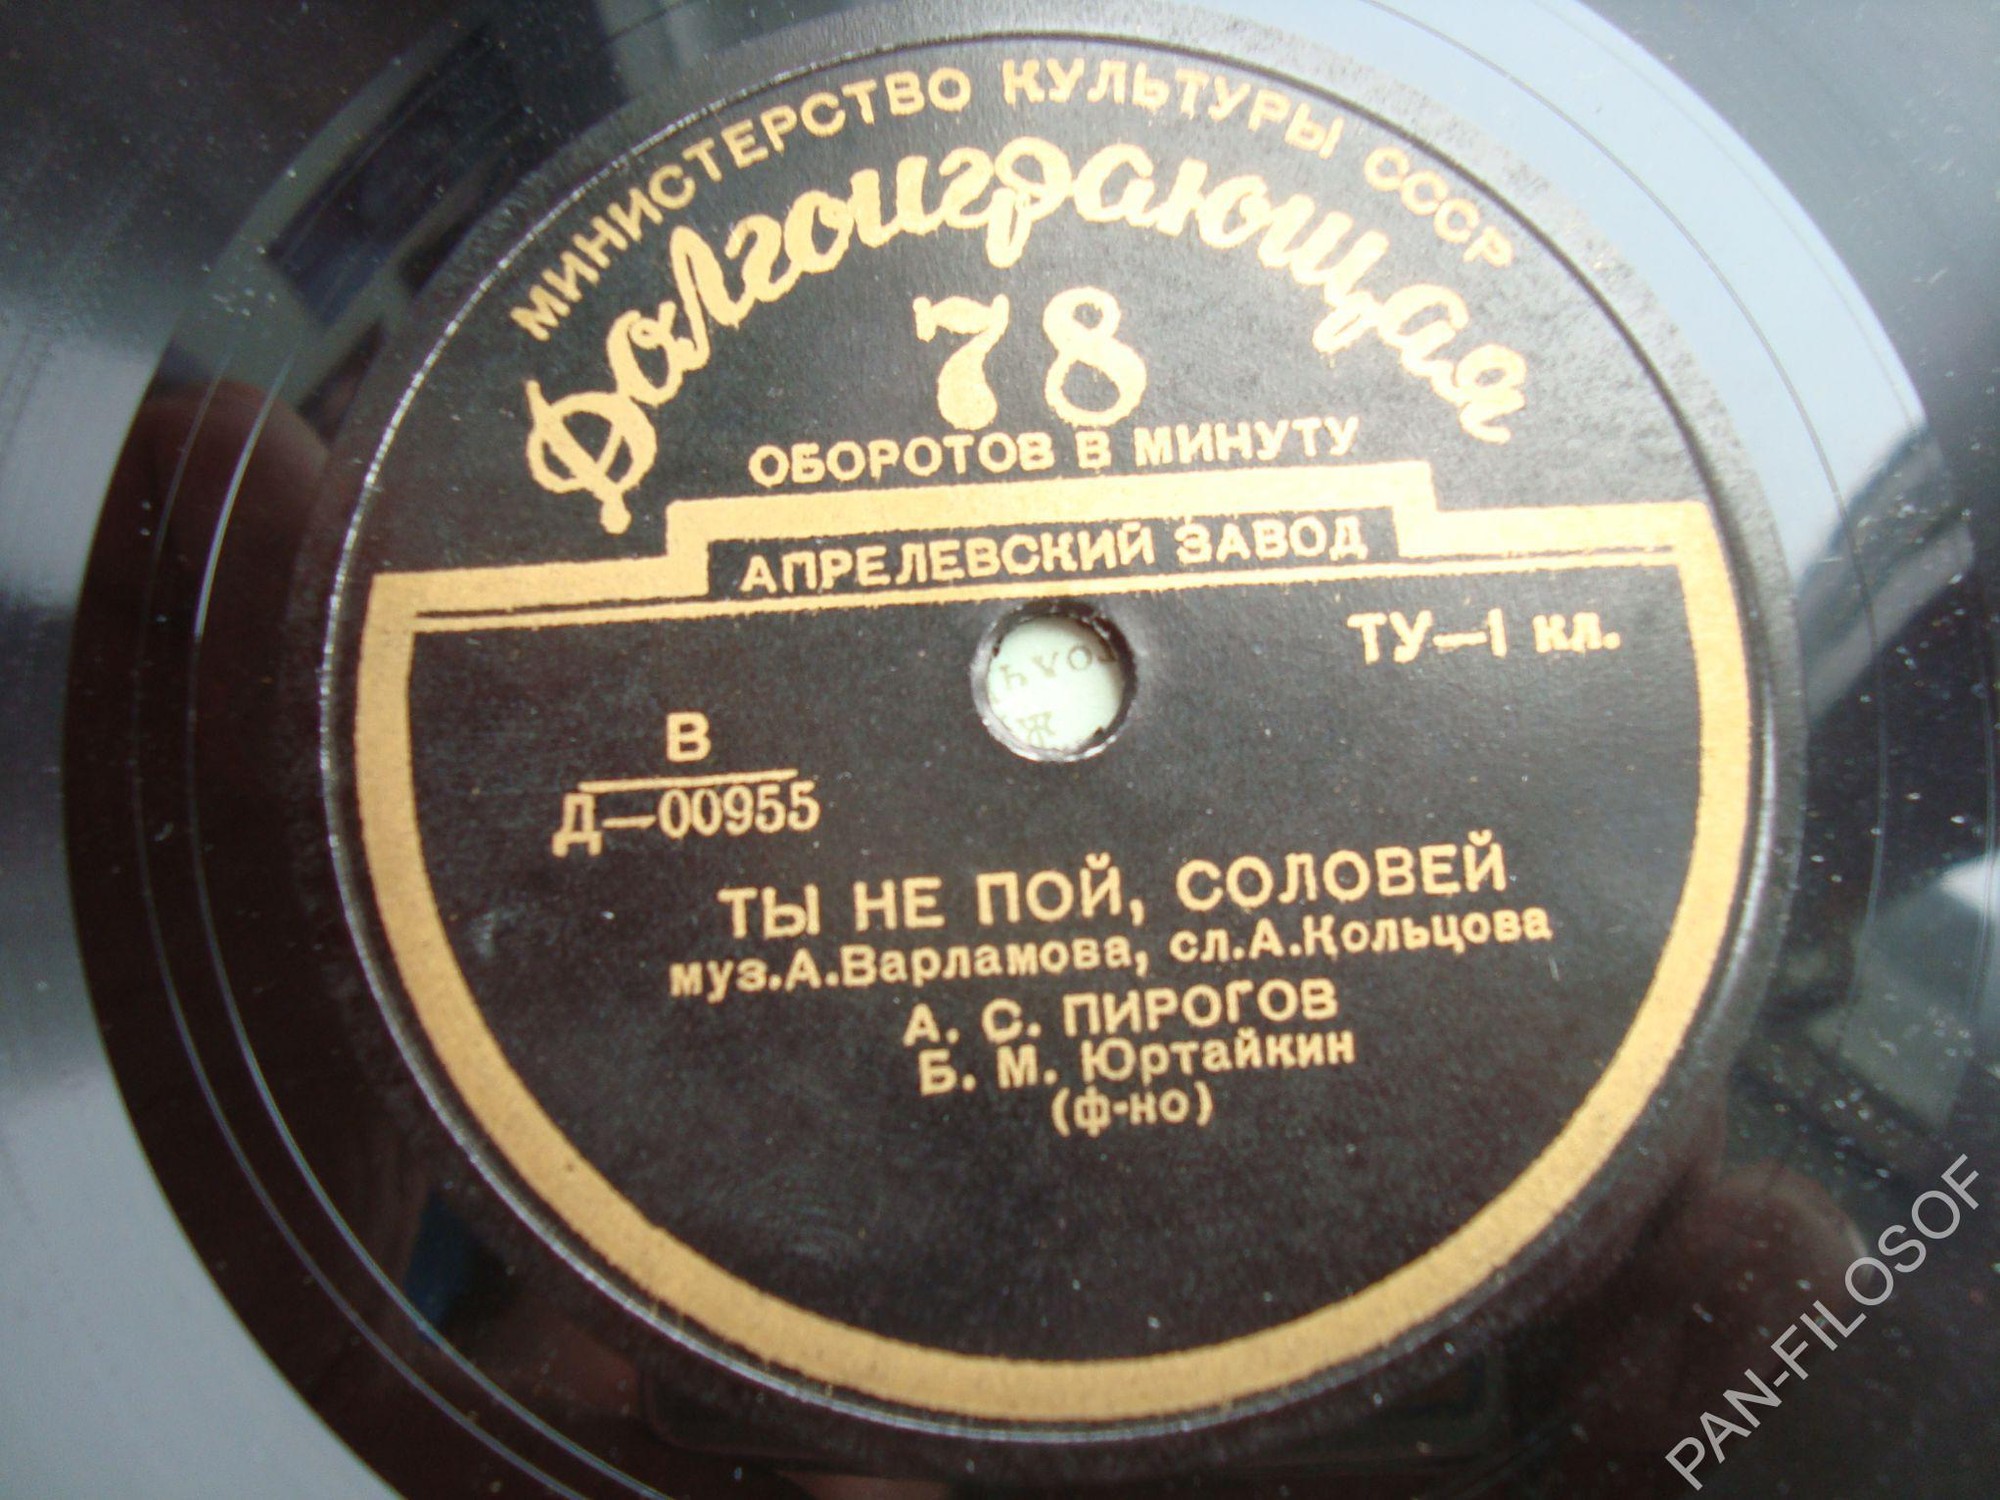 МИНИСТЕРСТВО КУЛЬТУРЫ СССР
Долгоиграющая
78
ОБОРОТОВ В МИНУТУ
АПРЕЛЕВСКИЙ ЗАВОД
ТУ—1 кл.
В
Д—00955
ТЫ НЕ ПОЙ, СОЛОВЕЙ
муз.А.Варламова, сл.А.Кольцова
А. С. ПИРОГОВ
Б. М. Юртайкин
(ф-но)
PAN-FILOSOF